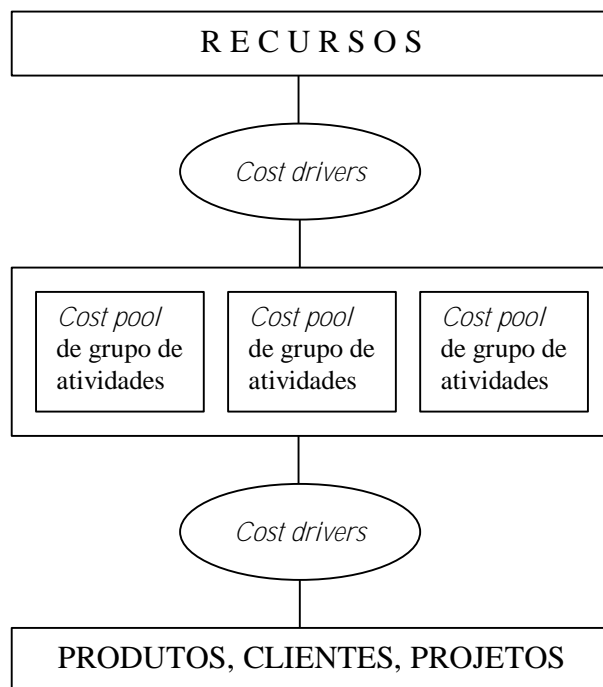 R E C U R S O S
Cost drivers
Cost pool
de grupo de
atividades
Cost pool
de grupo de
atividades
Cost pool
de grupo de
atividades
Cost drivers
PRODUTOS, CLIENTES, PROJETOS